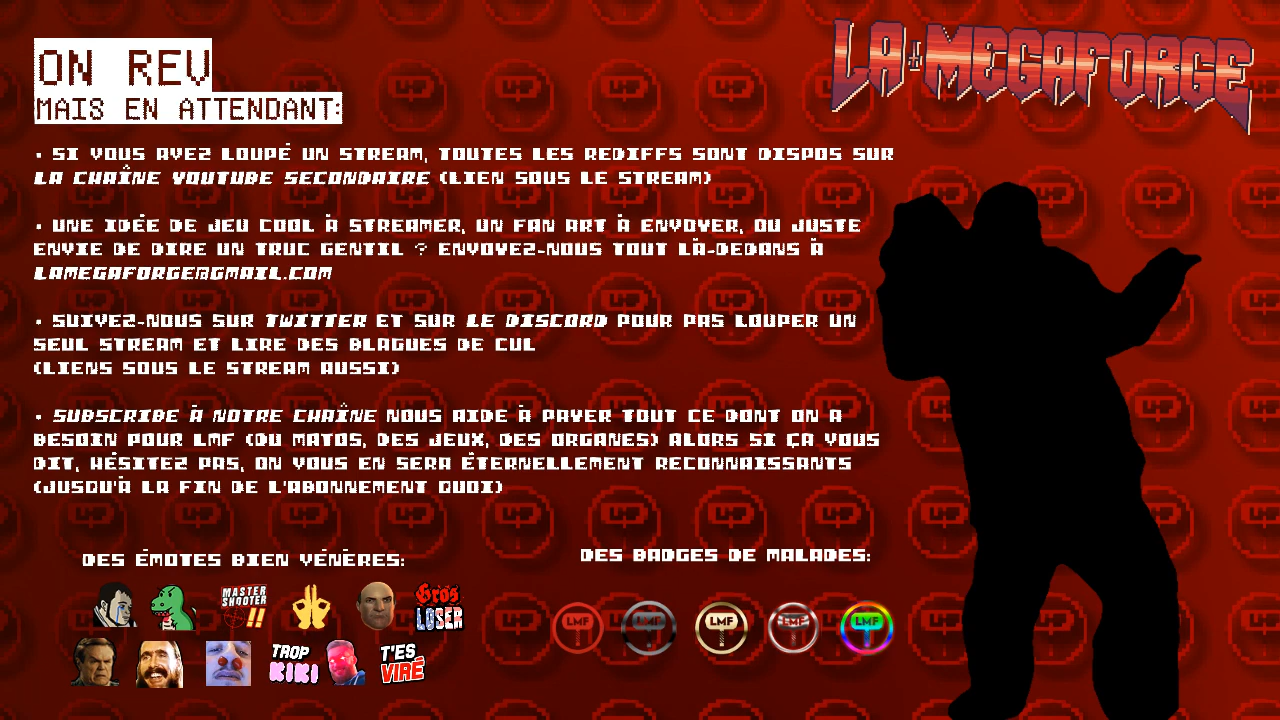 ON REV
LA MEGAFORGE
MAIS EN ATTENDANT:
• SI VOUS AVEZ LOUPÉ UN STREAM, TOUTES LES REDIFFS SONT DISPOS SUR
LA CHAÎNE YOUTUBE SECONDAIRE (LIEN SOUS LE STREAM)
• UNE IDÉE DE JEU COOL À STREAMER, UN FAN ART À ENVOYER, OU JUSTE
ENVIE DE DIRE UN TRUC GENTIL ? ENVOYEZ-NOUS TOUT LÀ-DEDANS À
LAMEGAFORGE@GMAIL.COM
• SUIVEZ-NOUS SUR TWITTER ET SUR LE DISCORD POUR PAS LOUPER UN
SEUL STREAM ET LIRE DES BLAGUES DE CUL
(LIENS SOUS LE STREAM AUSSI)
• SUBSCRIBE À NOTRE CHAÎNE NOUS AIDE À PAYER TOUT CE DONT ON A
BESOIN POUR LMF (DU MATOS, DES JEUX, DES ORGANES) ALORS SI ÇA VOUS
DIT, HÉSITEZ PAS, ON VOUS EN SERA ÉTERNELLEMENT RECONNAISSANTS
(JUSQU'À LA FIN DE L'ABONNEMENT QUOI)
DES ÉMOTES BIEN VÉNÈRES:
DES BADGES DE MALADES:
MASTER
SHOOTER
!!
GrOs
LOSER
TROP
KIKI
T'ES
VIRÉ
LMF LMF LMF LMF LMF